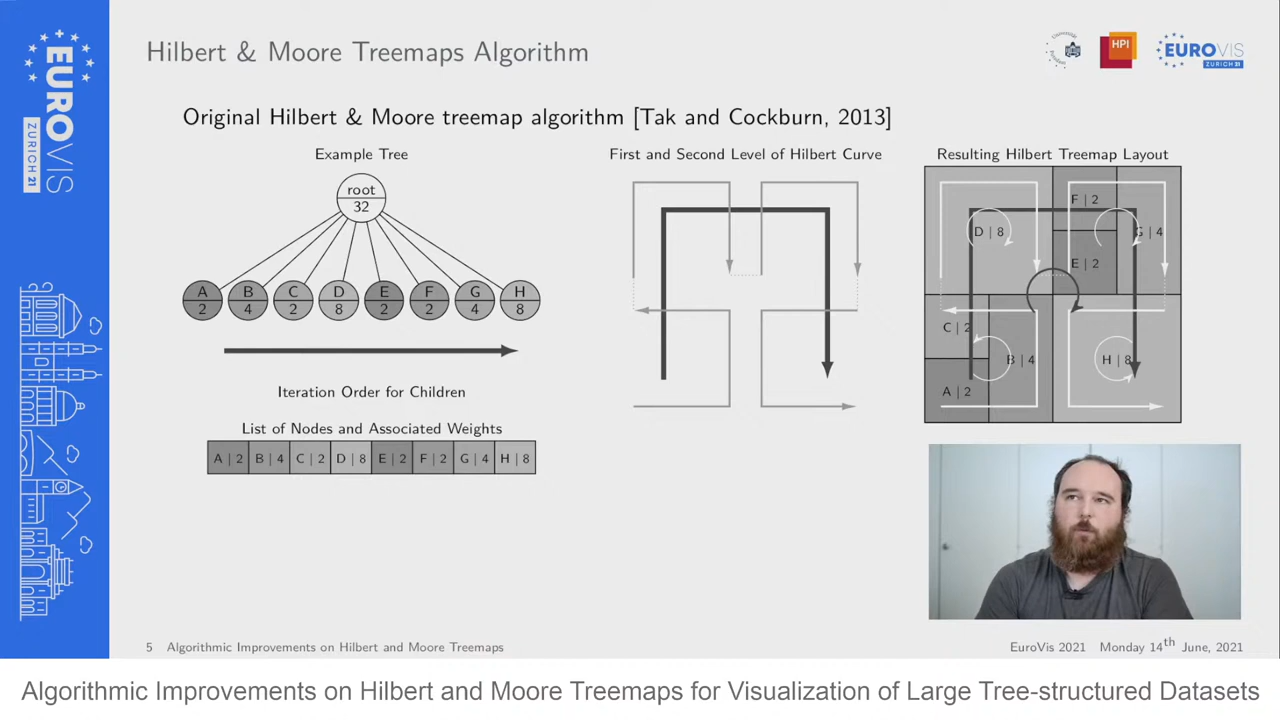 EUROVIS
ZURICH 21
Hilbert & Moore Treemaps Algorithm
HPI
EUROVIS
ZURICH 21
Original Hilbert & Moore treemap algorithm [Tak and Cockburn, 2013]
Example Tree
root
32
A B C D E F G H
2 4 2 8 2 2 4 8
Iteration Order for Children
List of Nodes and Associated Weights
A | 2 B | 4 C | 2 D | 8 E | 2 F | 2 G | 4 H | 8
First and Second Level of Hilbert Curve
Resulting Hilbert Treemap Layout
F | 2
D | 8 G | 4
E | 2
C | 2
B | 4 H | 8
A | 2
5 Algorithmic Improvements on Hilbert and Moore Treemaps
EuroVis 2021 Monday 14th June, 2021
Algorithmic Improvements on Hilbert and Moore Treemaps for Visualization of Large Tree-structured Datasets